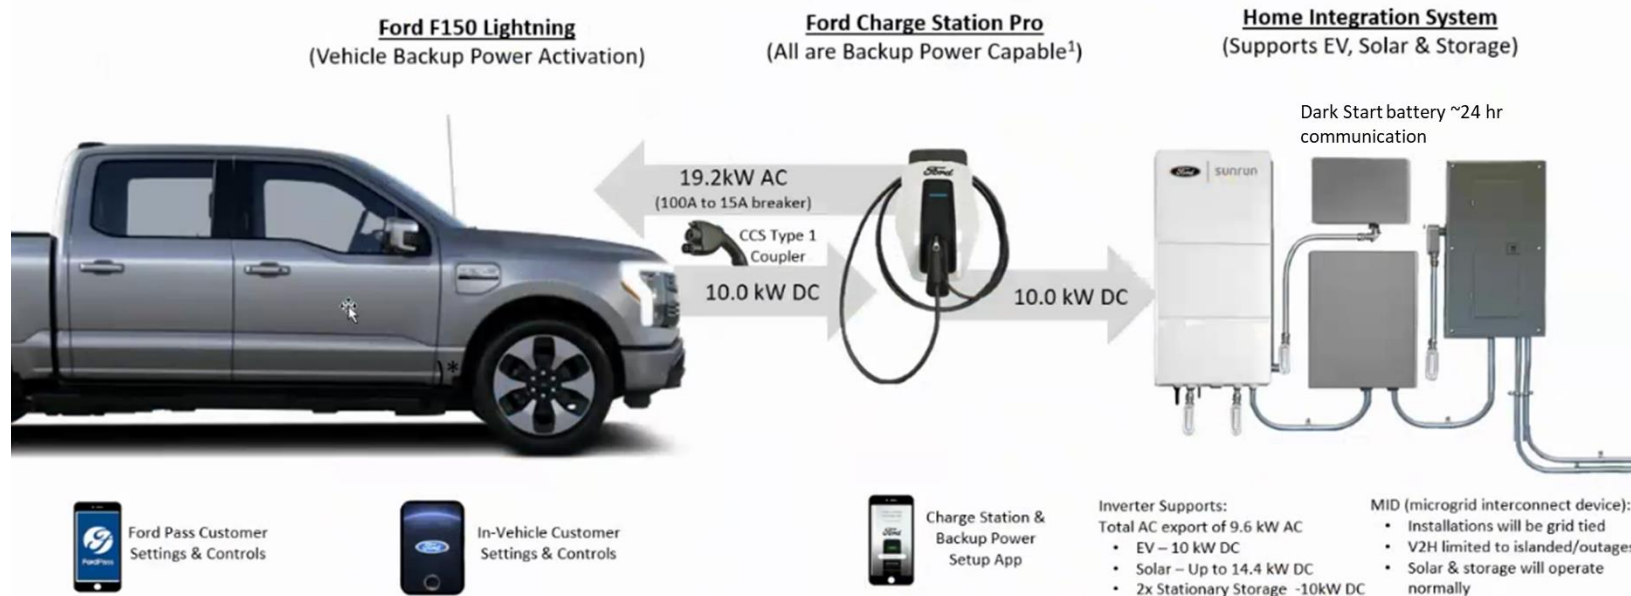 Ford F150 Lightning
(Vehicle Backup Power Activation)
Ford Charge Station Pro
(All are Backup Power Capable¹)
Home Integration System
(Supports EV, Solar & Storage)
Dark Start battery ~24 hr
communication
19.2kW AC
(100A to 15A breaker)
CCS Type 1
Coupler
10.0 kW DC
Ford
10.0 kW DC
Ford | sunrun
)*
FordPass
Ford Pass Customer
Settings & Controls
Ford
In-Vehicle Customer
Settings & Controls
Ford
Charge Station &
Backup Power
Setup App
Inverter Supports:
Total AC export of 9.6 kW AC
• EV – 10 kW DC
• Solar – Up to 14.4 kW DC
• 2x Stationary Storage -10kW DC
MID (microgrid interconnect device):
• Installations will be grid tied
• V2H limited to islanded/outages
• Solar & storage will operate
normally